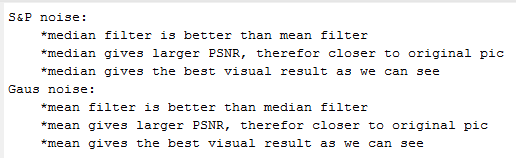 S&P noise:
*median filter is better than mean filter
*median gives larger PSNR, therefor closer to original pic
*median gives the best visual result as we can see
Gaus noise:
*mean filter is better than median filter
*mean gives larger PSNR, therefor closer to original pic
*mean gives the best visual result as we can see